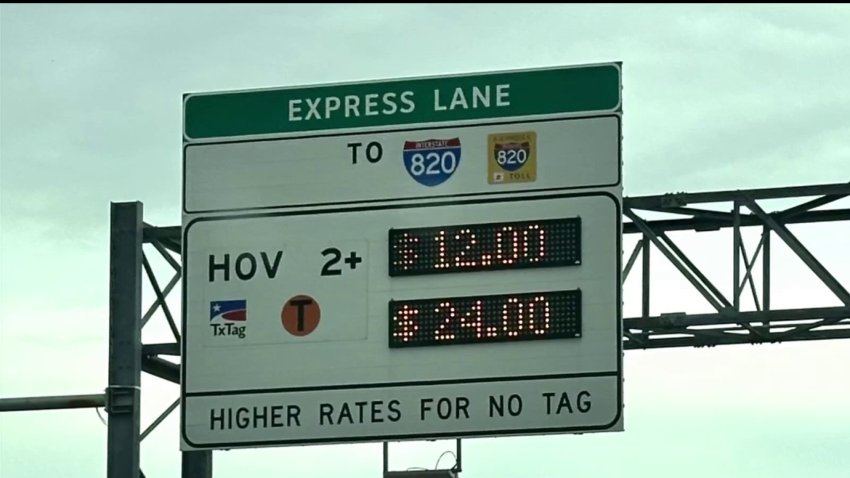 EXPRESS LANE
TO INTERSTATE 820 820 TOLL
HOV 2+ $12.00
TxTag T $24.00
HIGHER RATES FOR NO TAG